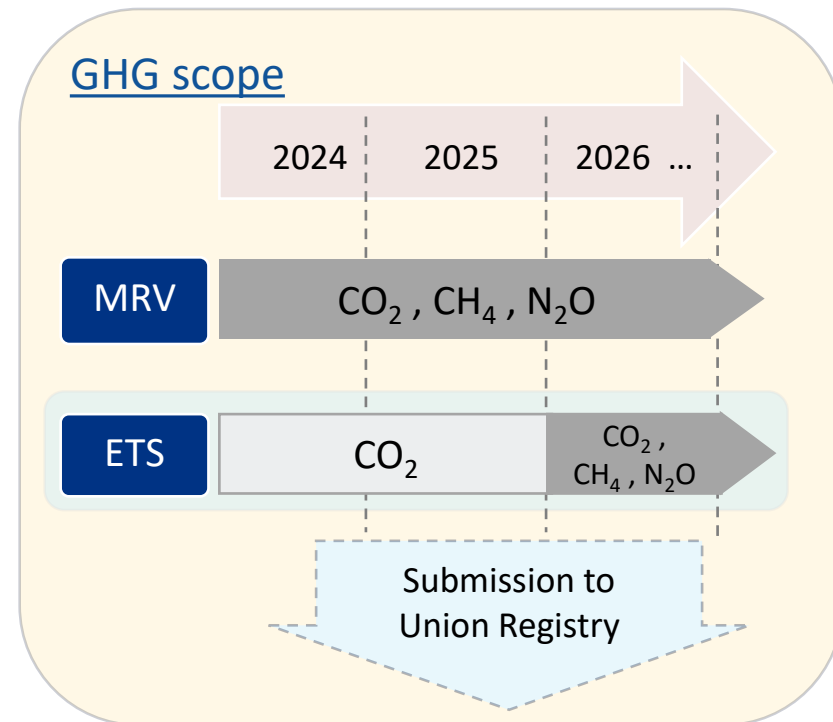 GHG scope
2024 2025 2026 ...
MRV CO₂ , CH₄ , N₂O
ETS CO₂ CO₂ ,
CH₄ , N₂O
Submission to
Union Registry